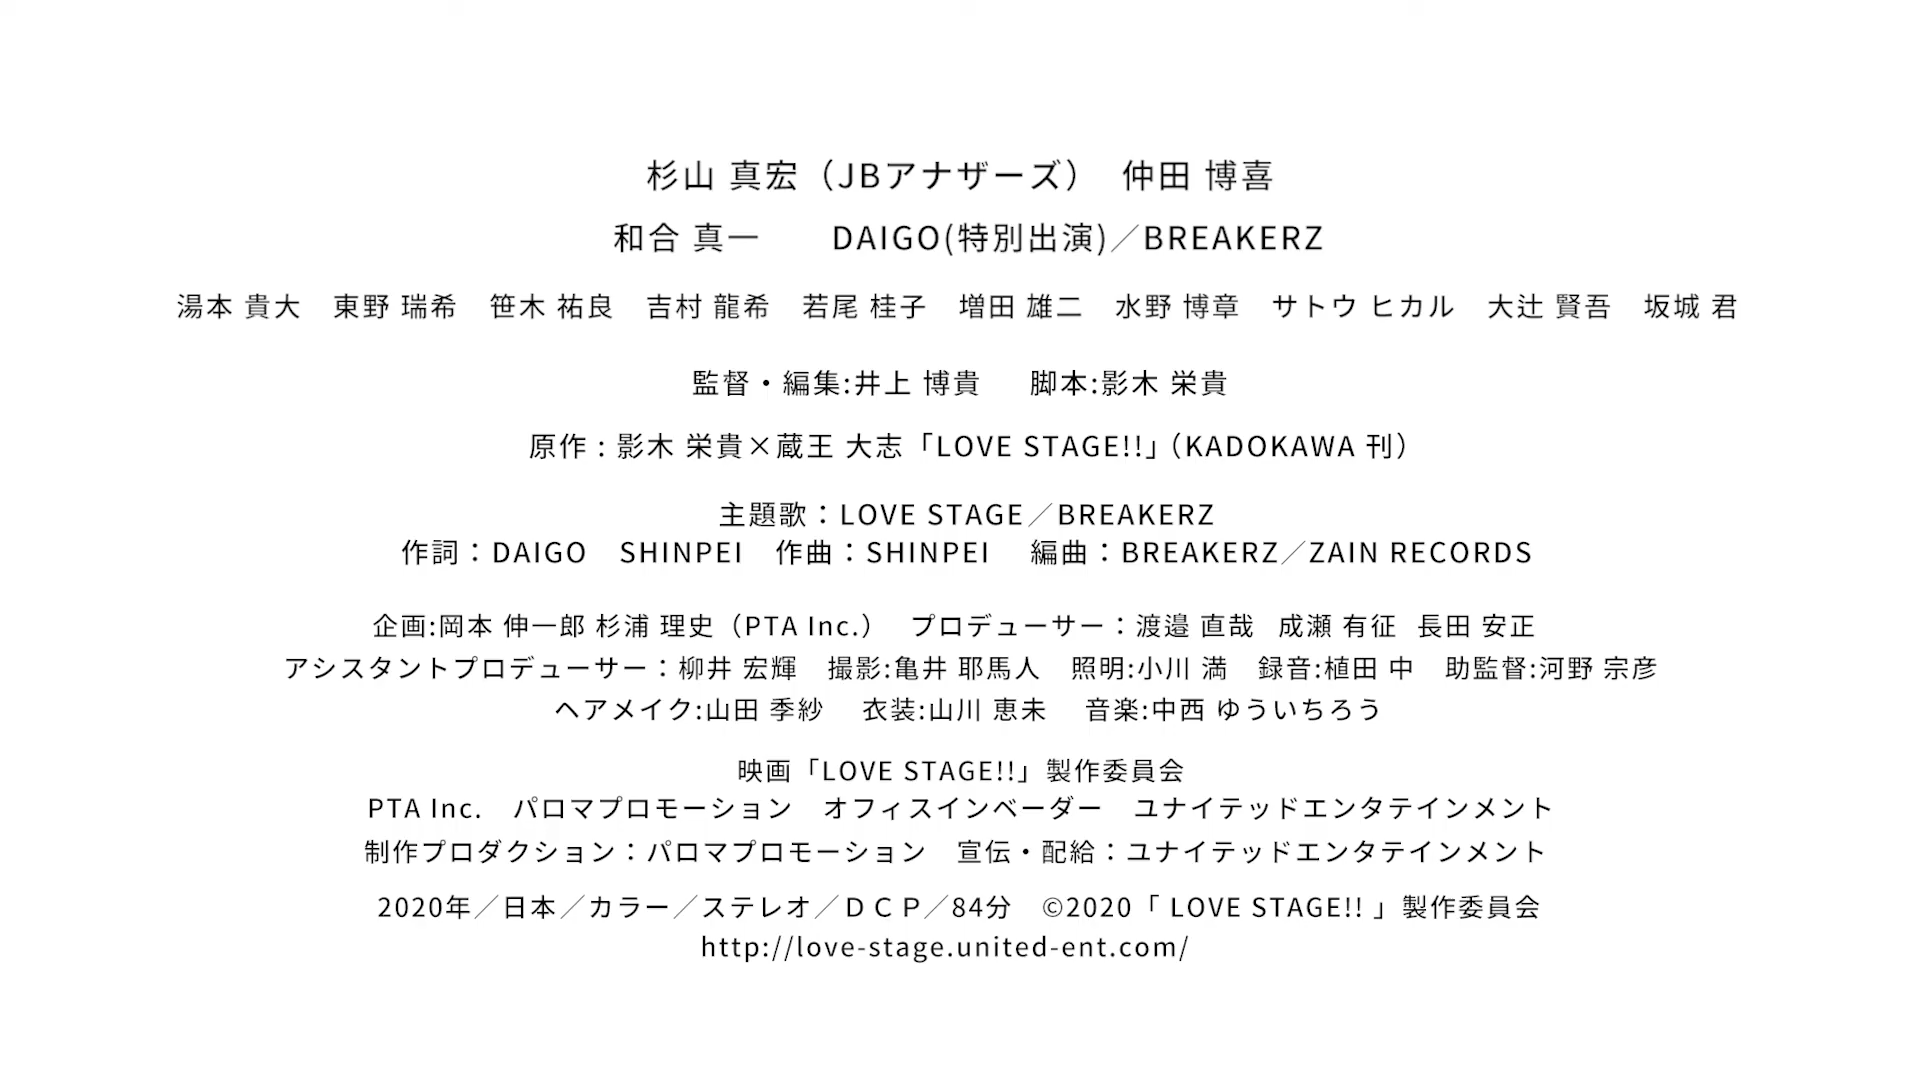 杉山 真宏（JBアナザーズ）　仲田 博喜
和合 真一　　DAIGO(特別出演)／BREAKERZ
湯本 貴大　東野 瑞希　笹木 祐良　吉村 龍希　若尾 桂子　増田 雄二　水野 博章　サトウ ヒカル　大辻 賢吾　坂城 君
監督・編集:井上 博貴　脚本:影木 栄貴
原作：影木 栄貴×蔵王 大志「LOVE STAGE!!」（KADOKAWA 刊）
主題歌：LOVE STAGE／BREAKERZ
作詞：DAIGO　SHINPEI　作曲：SHINPEI　編曲：BREAKERZ／ZAIN RECORDS
企画:岡本 伸一郎 杉浦 理史（PTA Inc.）　プロデューサー：渡邉 直哉　成瀬 有征　長田 安正
アシスタントプロデューサー：柳井 宏輝　撮影:亀井 耶馬人　照明:小川 満　録音:植田 中　助監督:河野 宗彦
ヘアメイク:山田 季紗　衣装:山川 恵未　音楽:中西 ゆういちろう
映画「LOVE STAGE!!」製作委員会
PTA Inc.　パロマプロモーション　オフィスインベーダー　ユナイテッドエンタテインメント
制作プロダクション：パロマプロモーション　宣伝・配給：ユナイテッドエンタテインメント
2020年／日本／カラー／ステレオ／ＤＣＰ／84分　©2020「 LOVE STAGE!! 」製作委員会
http://love-stage.united-ent.com/